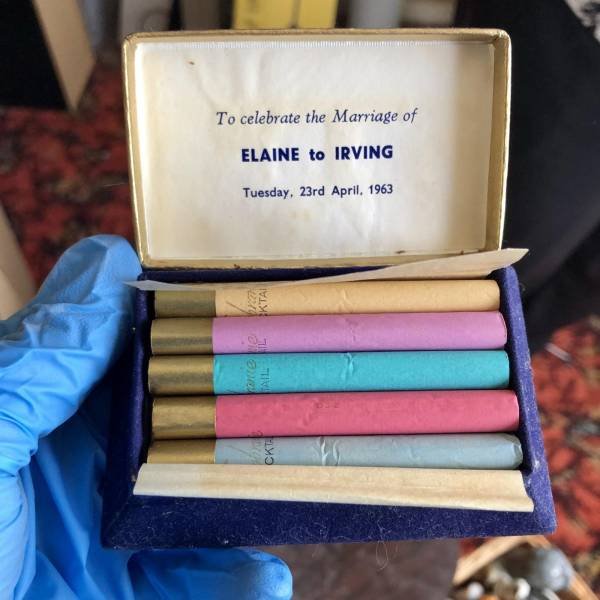 To celebrate the Marriage of
ELAINE to IRVING
Tuesday, 23rd April, 1963